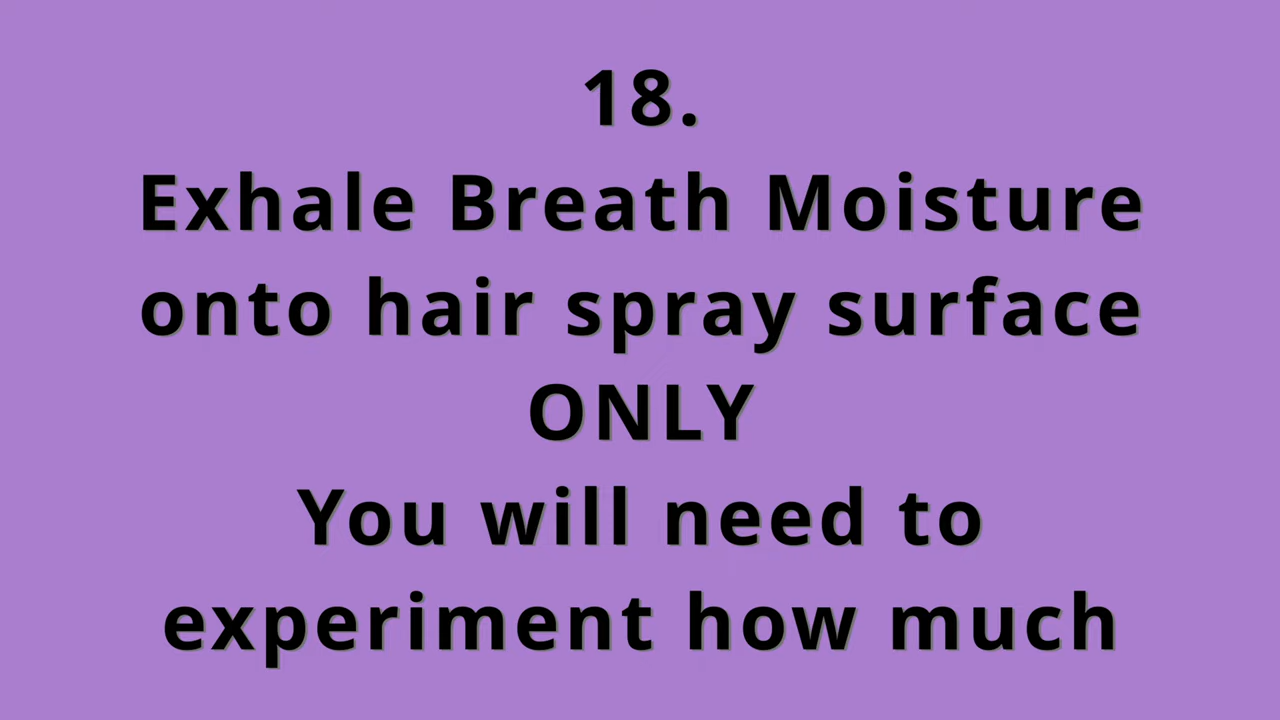 18.
Exhale Breath Moisture
onto hair spray surface
ONLY
You will need to
experiment how much